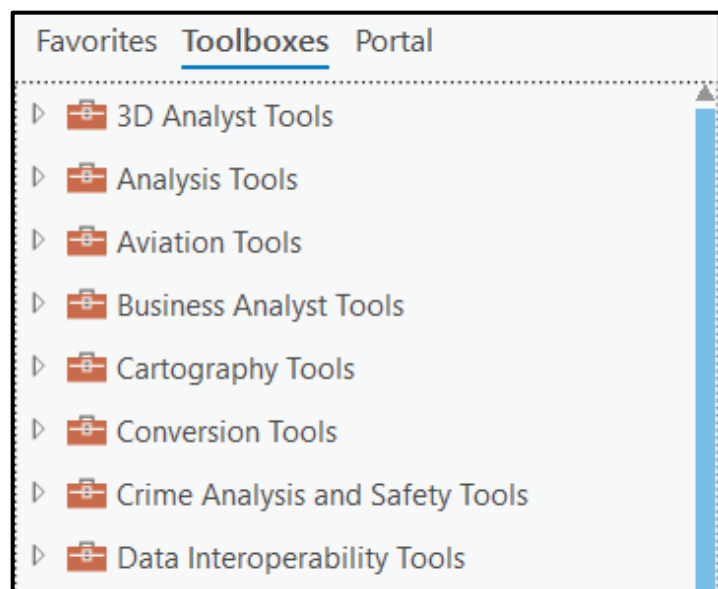 Favorites Toolboxes Portal
3D Analyst Tools
Analysis Tools
Aviation Tools
Business Analyst Tools
Cartography Tools
Conversion Tools
Crime Analysis and Safety Tools
Data Interoperability Tools